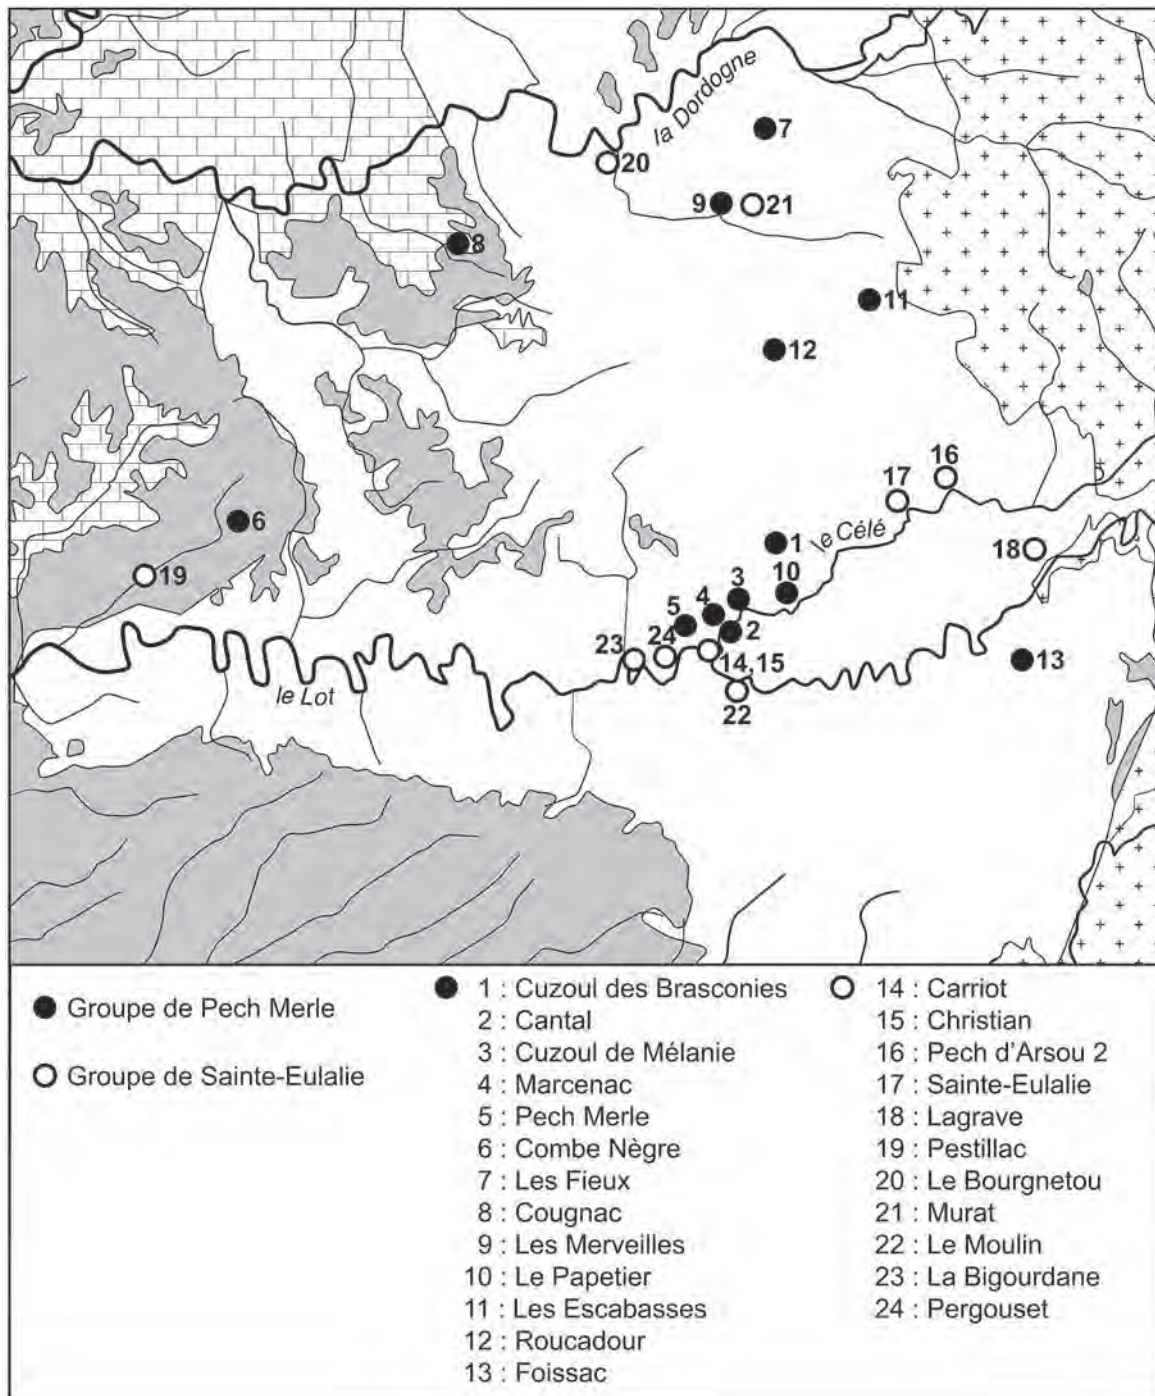 la Dordogne
7
20
9
21
8
11
12
16
17
6
le Célé
1
18
19
10
3
4
5
2
23
24
14,15
13
22
le Lot
Groupe de Pech Merle
Groupe de Sainte-Eulalie
1 : Cuzoul des Brasconies
2 : Cantal
3 : Cuzoul de Mélanie
4 : Marcenac
5 : Pech Merle
6 : Combe Nègre
7 : Les Fieux
8 : Cougnac
9 : Les Merveilles
10 : Le Papetier
11 : Les Escabasses
12 : Roucadour
13 : Foissac
14 : Carriot
15 : Christian
16 : Pech d'Arsou 2
17 : Sainte-Eulalie
18 : Lagrave
19 : Pestillac
20 : Le Bourgnetou
21 : Murat
22 : Le Moulin
23 : La Bigourdane
24 : Pergouset